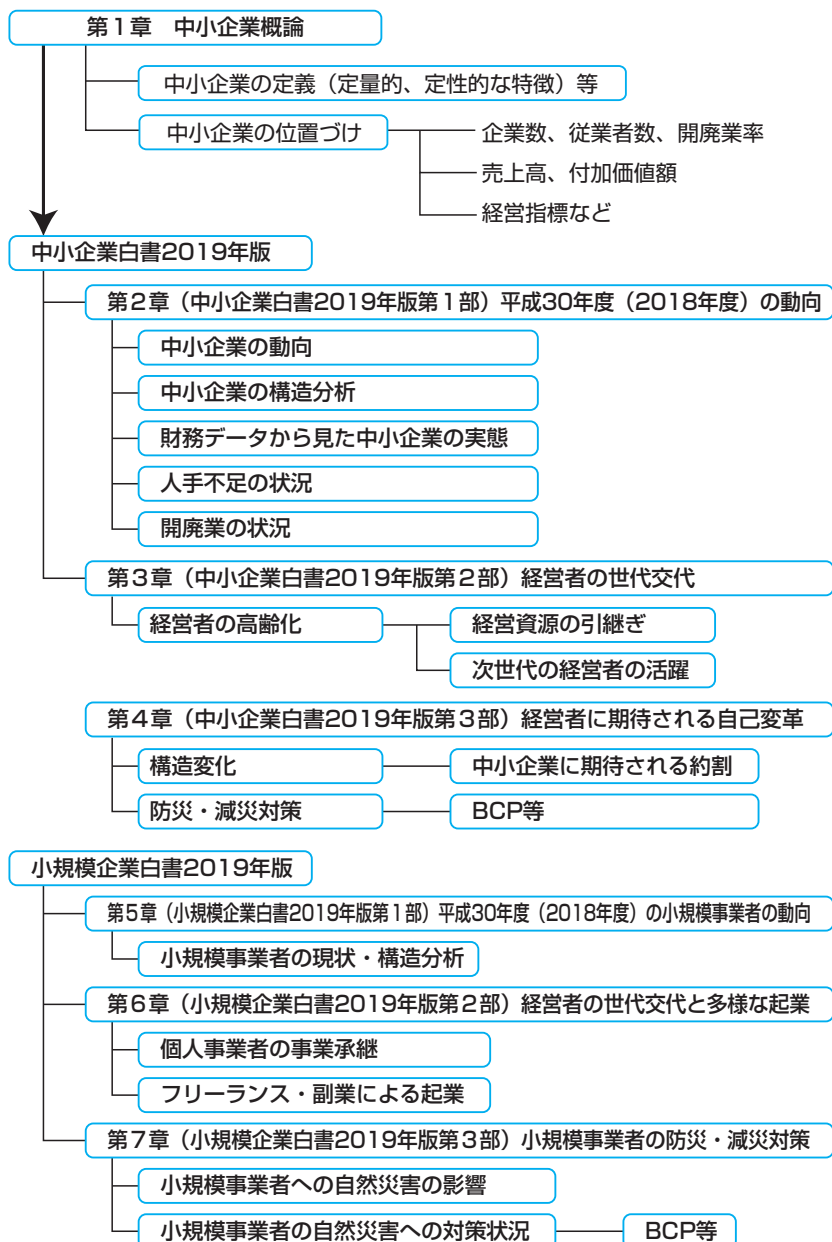 第1章　中小企業概論
中小企業の定義（定量的、定性的な特徴）等
中小企業の位置づけ
企業数、従業者数、開廃業率
売上高、付加価値額
経営指標など
中小企業白書2019年版
第2章（中小企業白書2019年版第1部）平成30年度（2018年度）の動向
中小企業の動向
中小企業の構造分析
財務データから見た中小企業の実態
人手不足の状況
開廃業の状況
第3章（中小企業白書2019年版第2部）経営者の世代交代
経営者の高齢化
経営資源の引継ぎ
次世代の経営者の活躍
第4章（中小企業白書2019年版第3部）経営者に期待される自己変革
構造変化
中小企業に期待される約割
防災・減災対策
BCP等
小規模企業白書2019年版
第5章（小規模企業白書2019年版第1部）平成30年度（2018年度）の小規模事業者の動向
小規模事業者の現状・構造分析
第6章（小規模企業白書2019年版第2部）経営者の世代交代と多様な起業
個人事業者の事業承継
フリーランス・副業による起業
第7章（小規模企業白書2019年版第3部）小規模事業者の防災・減災対策
小規模事業者への自然災害の影響
小規模事業者の自然災害への対策状況
BCP等